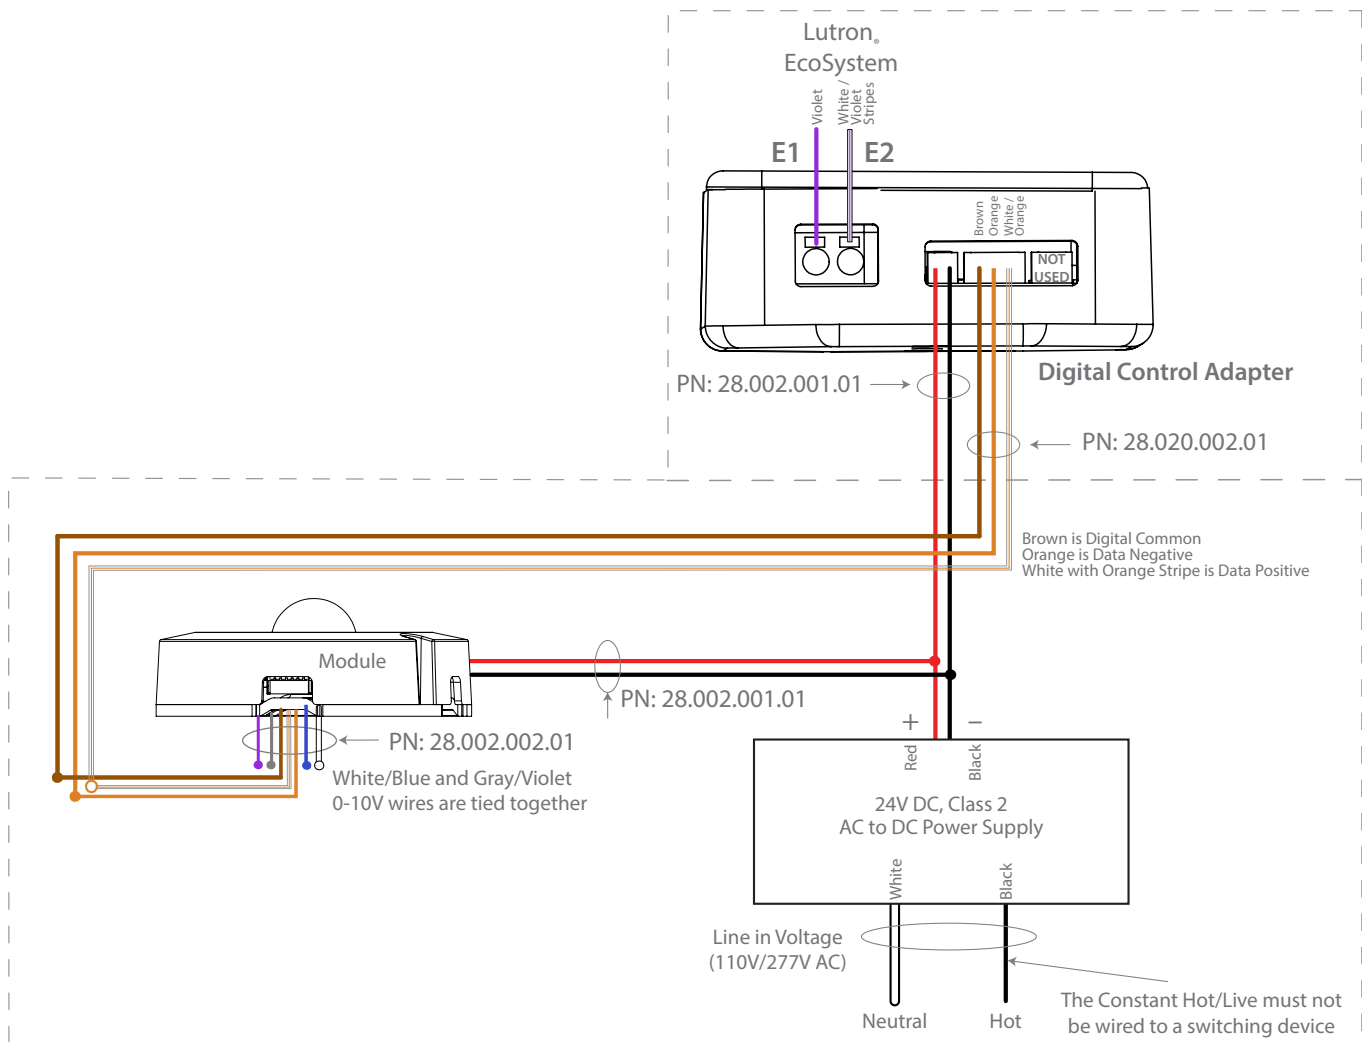 Lutron®
EcoSystem
Violet
White /
Violet
Stripes
E1
E2
Brown
Orange
White /
Orange
NOT
USED
Digital Control Adapter
PN: 28.002.001.01
PN: 28.020.002.01
Brown is Digital Common
Orange is Data Negative
White with Orange Stripe is Data Positive
Module
PN: 28.002.001.01
PN: 28.002.002.01
White/Blue and Gray/Violet
0-10V wires are tied together
+
−
Red
Black
24V DC, Class 2
AC to DC Power Supply
White
Black
Line in Voltage
(110V/277V AC)
The Constant Hot/Live must not
be wired to a switching device
Neutral
Hot